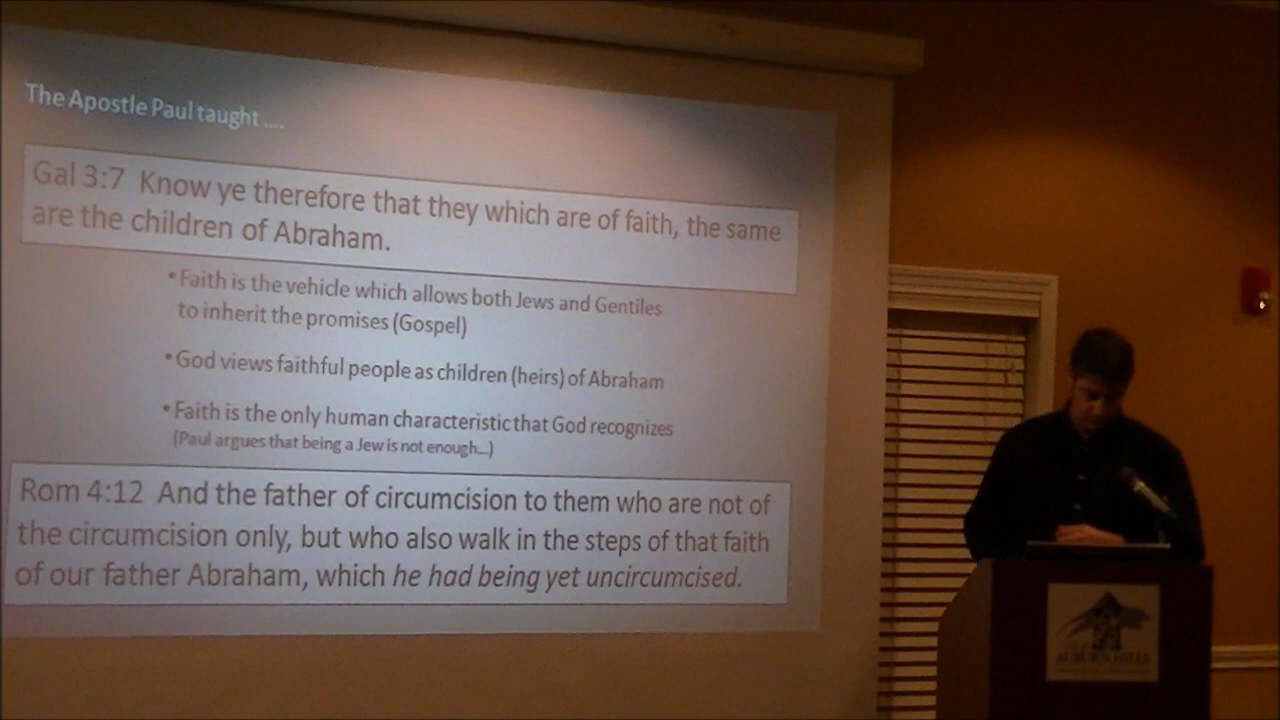 The Apostle Paul taught ....
Gal 3:7 Know ye therefore that they which are of faith, the same
are the children of Abraham.
•Faith is the vehicle which allows both Jews and Gentiles
to inherit the promises (Gospel)
•God views faithful people as children (heirs) of Abraham
•Faith is the only human characteristic that God recognizes
(Paul argues that being a Jew is not enough...)
Rom 4:12 And the father of circumcision to them who are not of
the circumcision only, but who also walk in the steps of that faith
of our father Abraham, which he had being yet uncircumcised.
AUBURN HILLS